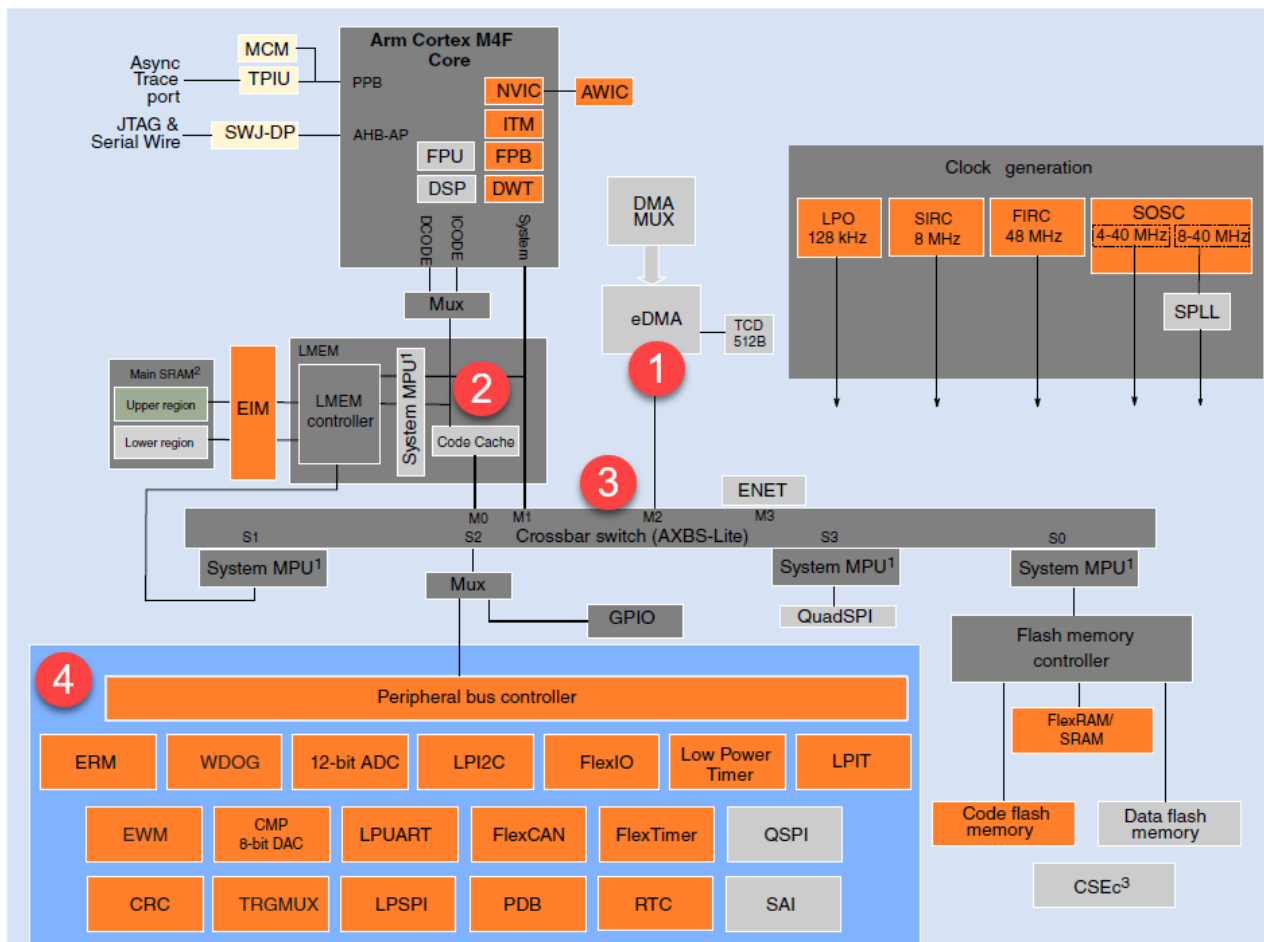 Arm Cortex M4F
Core
MCM
TPIU
Async
Trace
port
PPB
JTAG &
Serial Wire
SWJ-DP
AHB-AP
NVIC
AWIC
ITM
FPU
FPB
DSP
DWT
DCODE
ICODE
System
Mux
DMA
MUX
eDMA
TCD
512B
1
Clock generation
LPO
128 kHz
SIRC
8 MHz
FIRC
48 MHz
SOSC
4-40 MHz
8-40 MHz
SPLL
Main SRAM²
Upper region
Lower region
EIM
LMEM
LMEM
controller
System MPU¹
2
Code Cache
3
ENET
M0
M1
M2
M3
Crossbar switch (AXBS-Lite)
S1
S2
S3
S0
System MPU¹
System MPU¹
System MPU¹
Mux
GPIO
QuadSPI
Flash memory
controller
FlexRAM/
SRAM
Code flash
memory
Data flash
memory
CSEc³
4
Peripheral bus controller
ERM
WDOG
12-bit ADC
LPI2C
FlexIO
Low Power
Timer
LPIT
EWM
CMP
8-bit DAC
LPUART
FlexCAN
FlexTimer
QSPI
CRC
TRGMUX
LPSPI
PDB
RTC
SAI